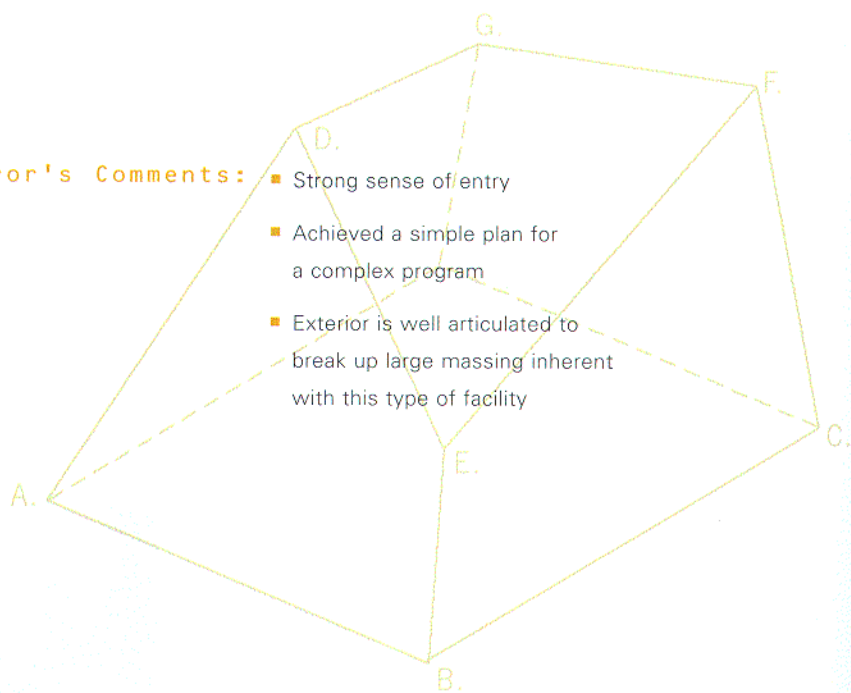 G.
F.
D.
or's Comments:
■ Strong sense of entry
■ Achieved a simple plan for
a complex program
■ Exterior is well articulated to
break up large massing inherent
with this type of facility
C.
E.
A.
B.